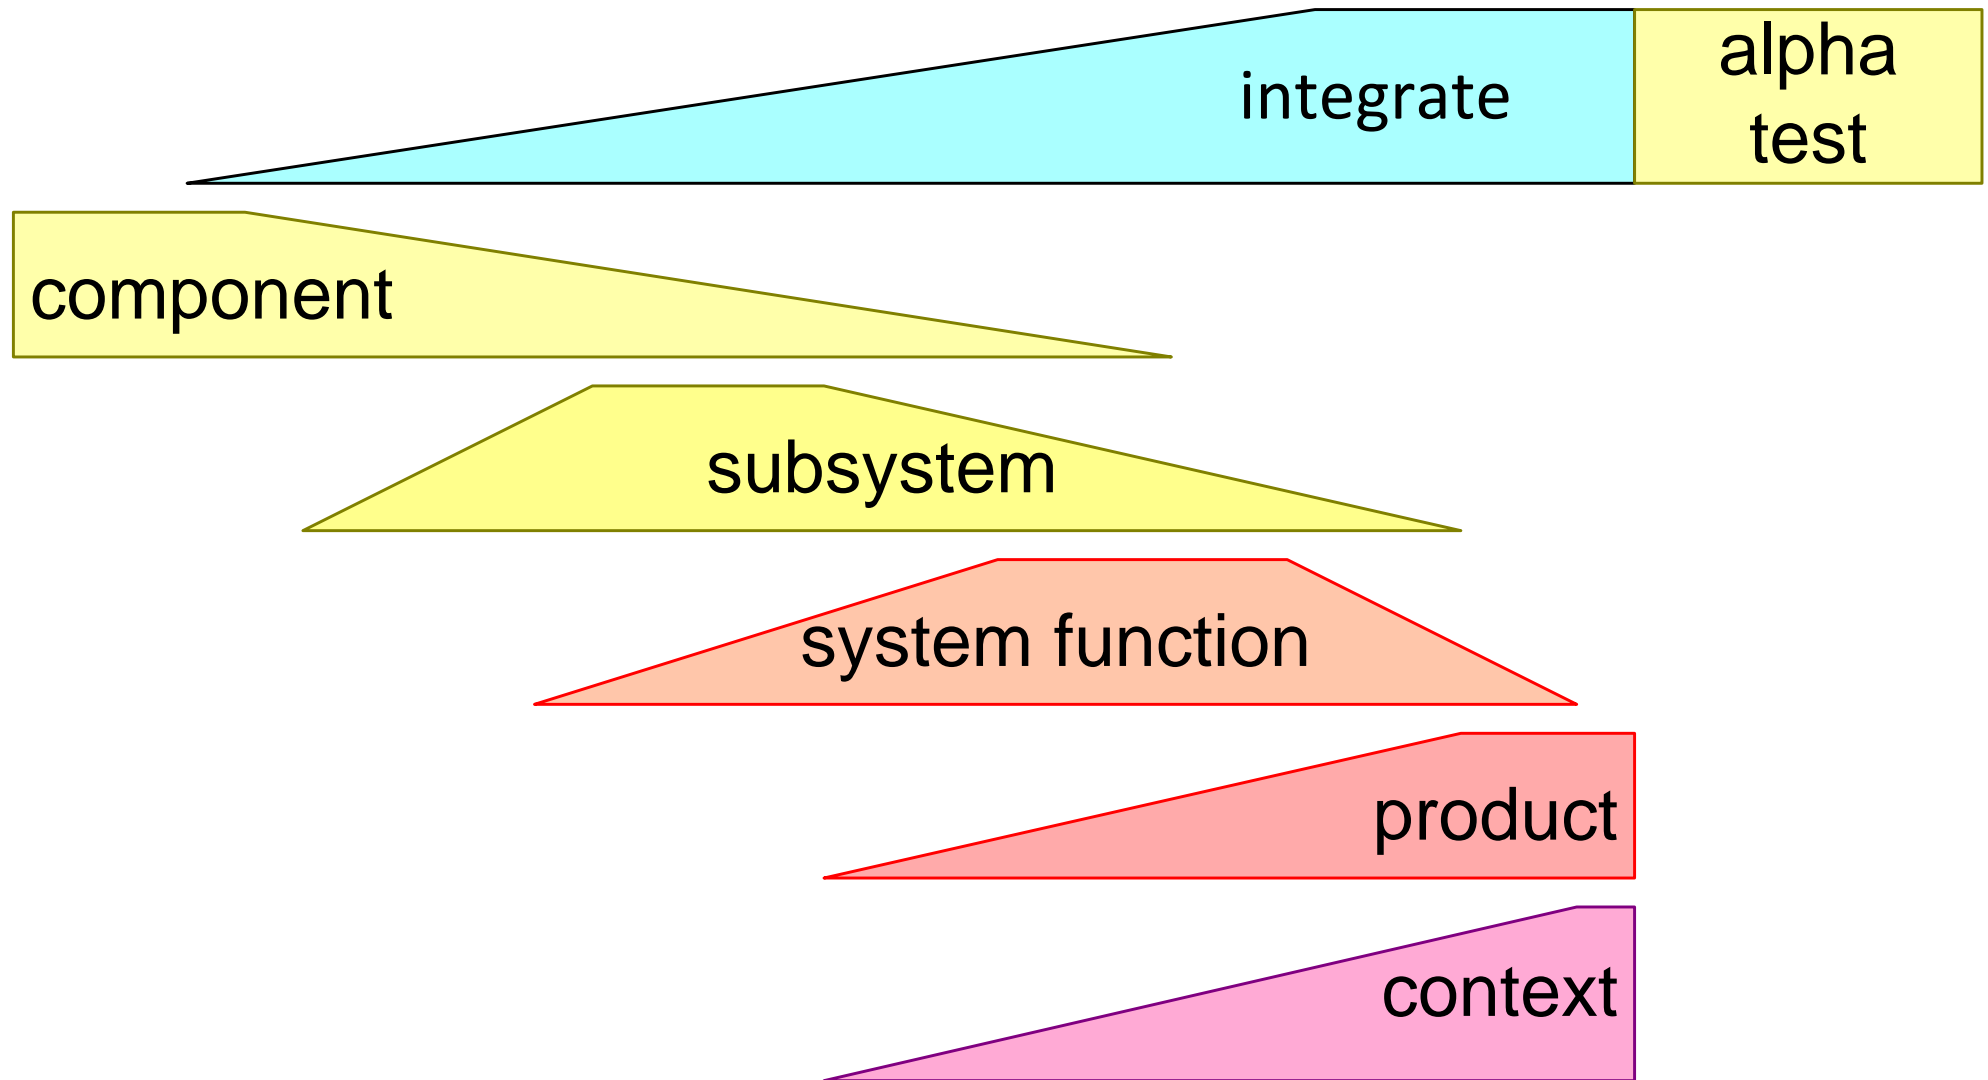 integrate
alpha
test
component
subsystem
system function
product
context